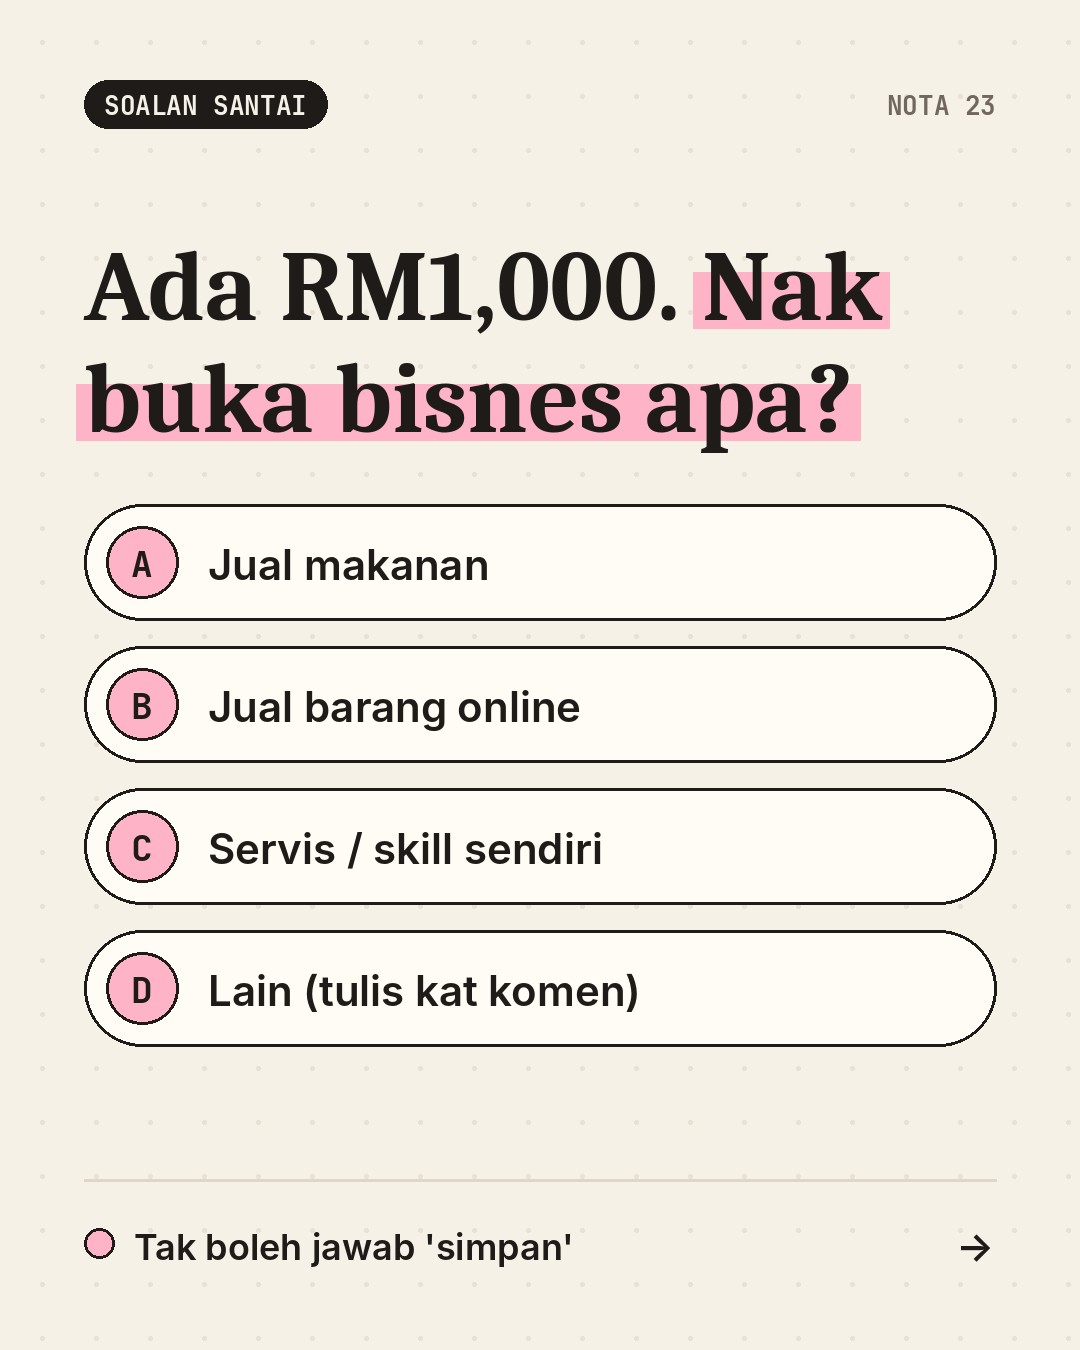 SOALAN SANTAI
NOTA 23
Ada RM1,000. Nak
buka bisnes apa?
A Jual makanan
B Jual barang online
C Servis / skill sendiri
D Lain (tulis kat komen)
Tak boleh jawab 'simpan' →